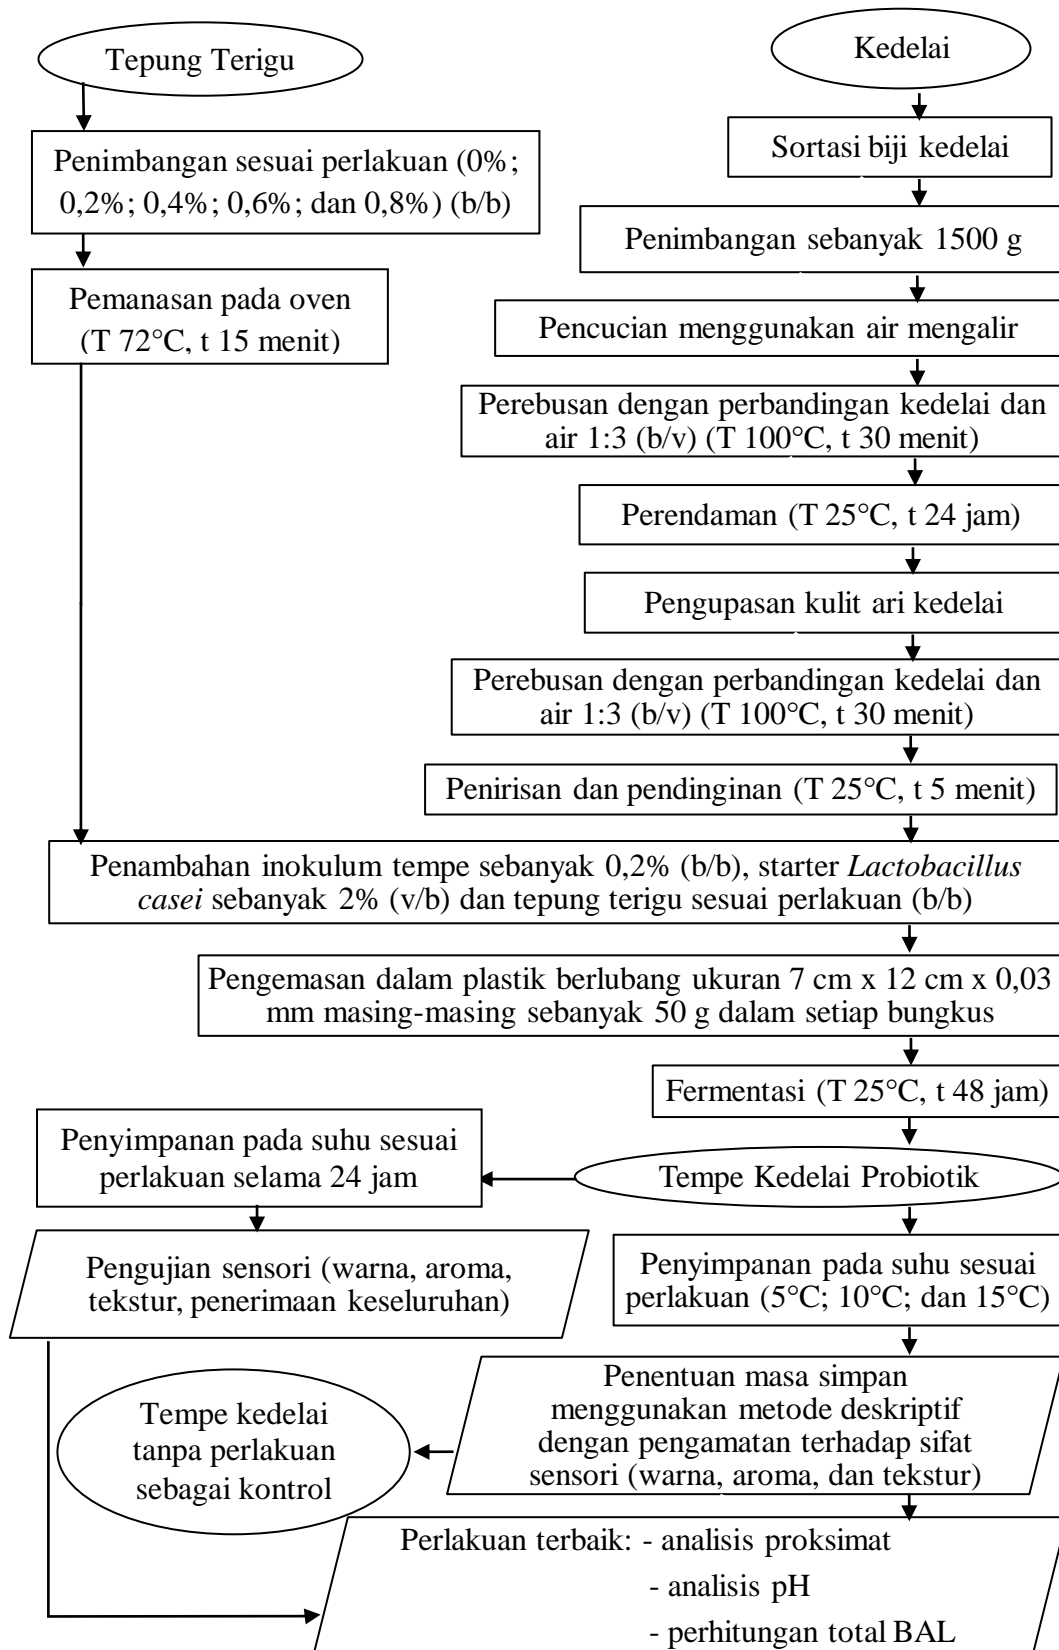 Tepung Terigu
Penimbangan sesuai perlakuan (0%;
0,2%; 0,4%; 0,6%; dan 0,8%) (b/b)
Pemanasan pada oven
(T 72°C, t 15 menit)
Kedelai
Sortasi biji kedelai
Penimbangan sebanyak 1500 g
Pencucian menggunakan air mengalir
Perebusan dengan perbandingan kedelai dan
air 1:3 (b/v) (T 100°C, t 30 menit)
Perendaman (T 25°C, t 24 jam)
Pengupasan kulit ari kedelai
Perebusan dengan perbandingan kedelai dan
air 1:3 (b/v) (T 100°C, t 30 menit)
Penirisan dan pendinginan (T 25°C, t 5 menit)
Penambahan inokulum tempe sebanyak 0,2% (b/b), starter Lactobacillus
casei sebanyak 2% (v/b) dan tepung terigu sesuai perlakuan (b/b)
Pengemasan dalam plastik berlubang ukuran 7 cm x 12 cm x 0,03
mm masing-masing sebanyak 50 g dalam setiap bungkus
Fermentasi (T 25°C, t 48 jam)
Tempe Kedelai Probiotik
Penyimpanan pada suhu sesuai
perlakuan selama 24 jam
Pengujian sensori (warna, aroma,
tekstur, penerimaan keseluruhan)
Penyimpanan pada suhu sesuai
perlakuan (5°C; 10°C; dan 15°C)
Penentuan masa simpan
menggunakan metode deskriptif
dengan pengamatan terhadap sifat
sensori (warna, aroma, dan tekstur)
Tempe kedelai
tanpa perlakuan
sebagai kontrol
Perlakuan terbaik: - analisis proksimat
- analisis pH
- perhitungan total BAL